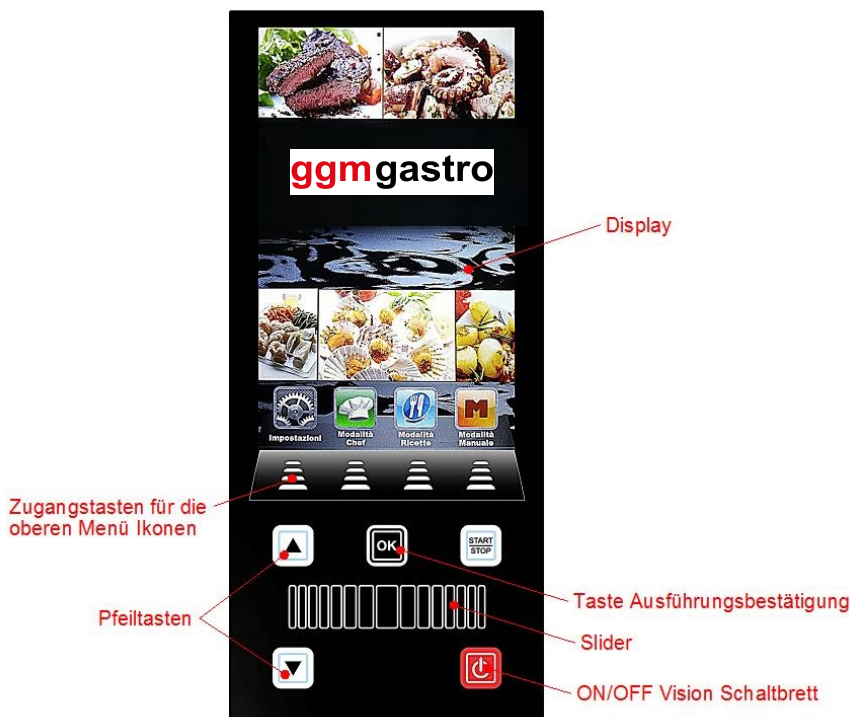 ggmgastro
Display
Impostazioni
Modalità
Chef
Modalità
Ricette
M
Modalità
Manuale
Zugangstasten für die
oberen Menü Ikonen
OK
START
STOP
Pfeiltasten
Taste Ausführungsbestätigung
Slider
ON/OFF Vision Schaltbrett